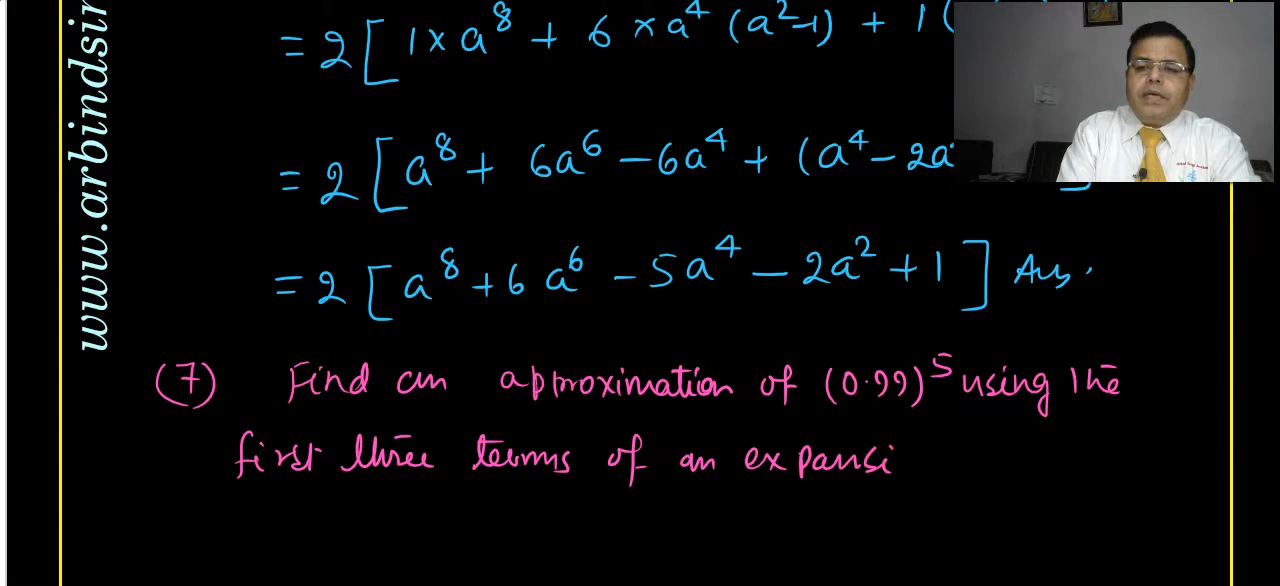 www.arbindsin
= 2 [ 1 × a⁸ + 6 × a⁴ (a² - 1) + 1 (
= 2 [ a⁸ + 6a⁶ - 6a⁴ + (a⁴ - 2a
= 2 [ a⁸ + 6a⁶ - 5a⁴ - 2a² + 1 ] Ans.
(7) Find an approximation of (0.99)⁵ using the
first three terms of an expansi